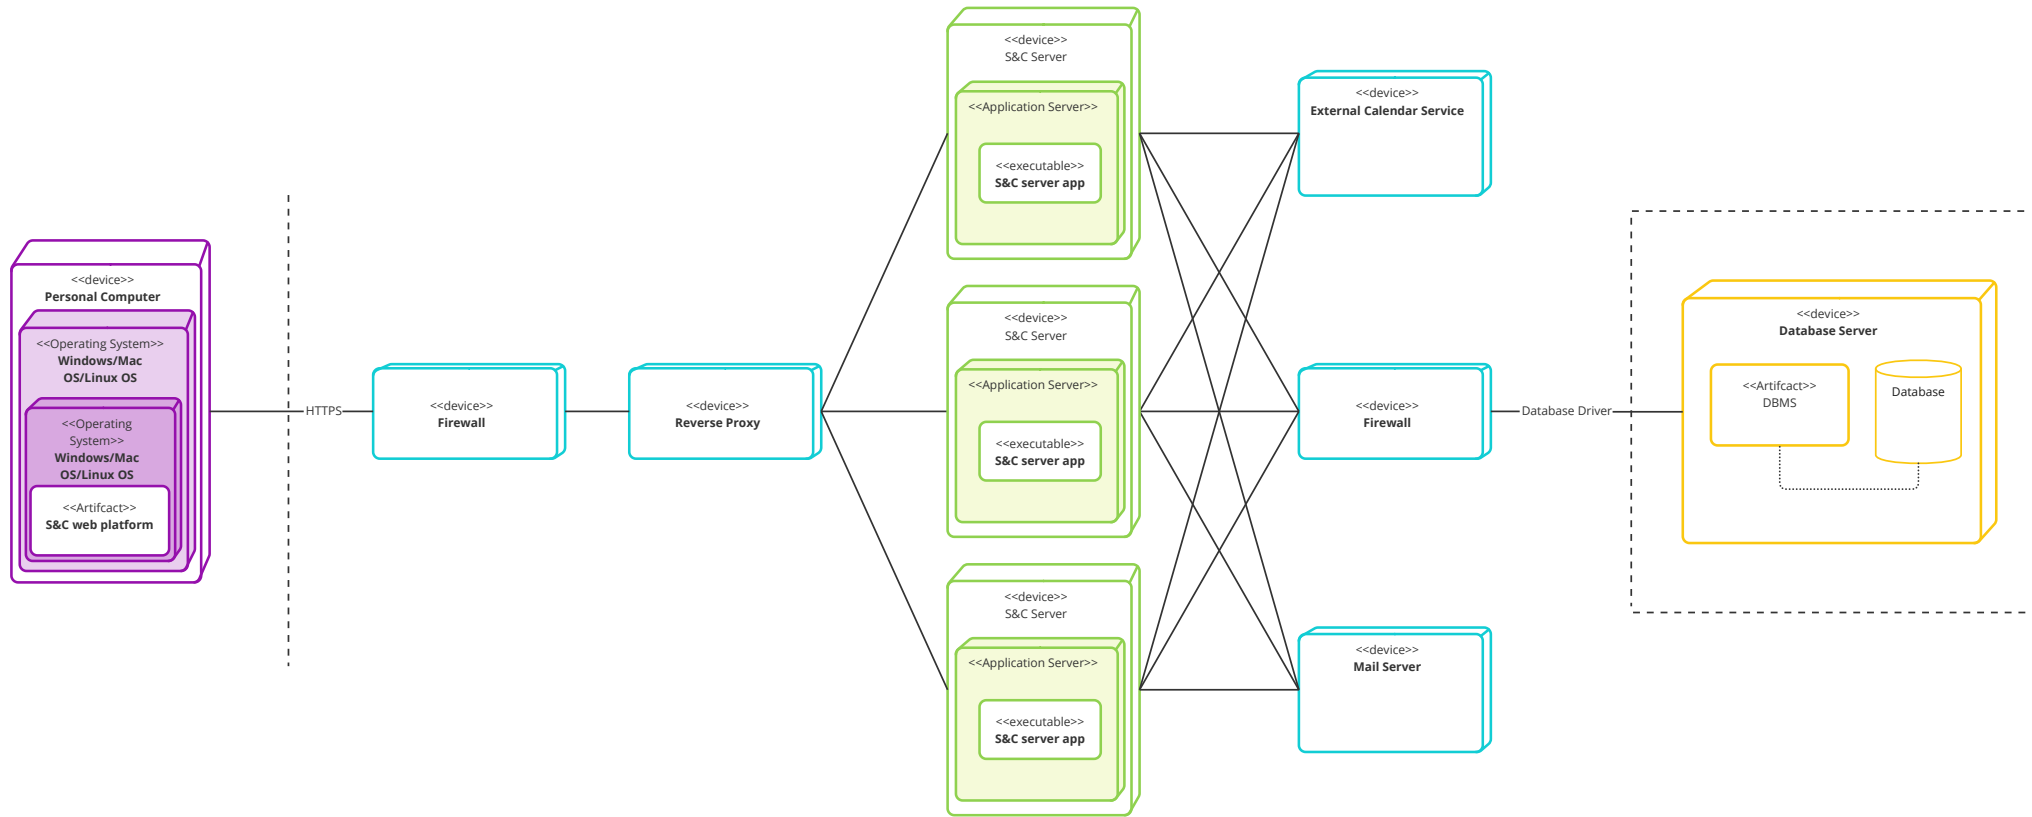 <<device>>
Personal Computer
<<Operating System>>
Windows/Mac
OS/Linux OS
<<Operating
System>>
Windows/Mac
OS/Linux OS
<<Artifcact>>
S&C web platform
HTTPS
<<device>>
Firewall
<<device>>
Reverse Proxy
<<device>>
S&C Server
<<Application Server>>
<<executable>>
S&C server app
<<device>>
S&C Server
<<Application Server>>
<<executable>>
S&C server app
<<device>>
S&C Server
<<Application Server>>
<<executable>>
S&C server app
<<device>>
External Calendar Service
<<device>>
Firewall
<<device>>
Mail Server
Database Driver
<<device>>
Database Server
<<Artifcact>>
DBMS
Database